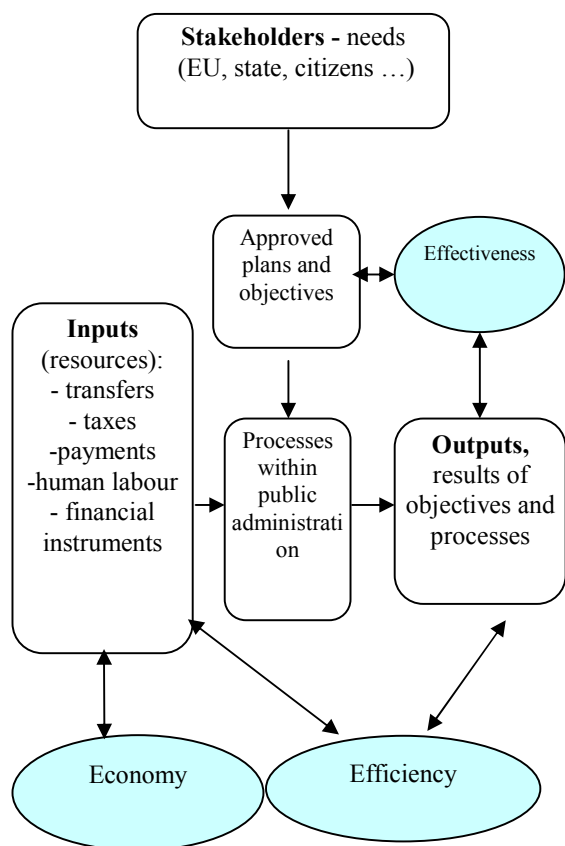 Stakeholders - needs
(EU, state, citizens …)
Approved
plans and
objectives
Effectiveness
Inputs
(resources):
- transfers
- taxes
-payments
-human labour
- financial
instruments
Processes
within
public
administrati
on
Outputs,
results of
objectives and
processes
Economy
Efficiency